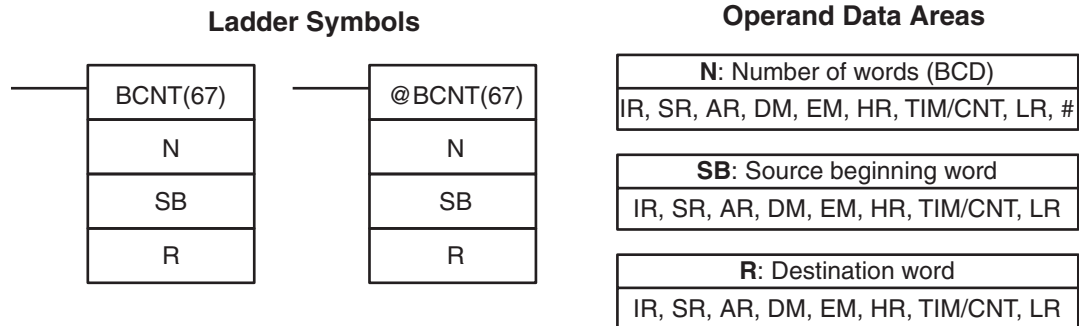 Ladder Symbols
BCNT(67)
N
SB
R
@BCNT(67)
N
SB
R
Operand Data Areas
N: Number of words (BCD)
IR, SR, AR, DM, EM, HR, TIM/CNT, LR, #
SB: Source beginning word
IR, SR, AR, DM, EM, HR, TIM/CNT, LR
R: Destination word
IR, SR, AR, DM, EM, HR, TIM/CNT, LR